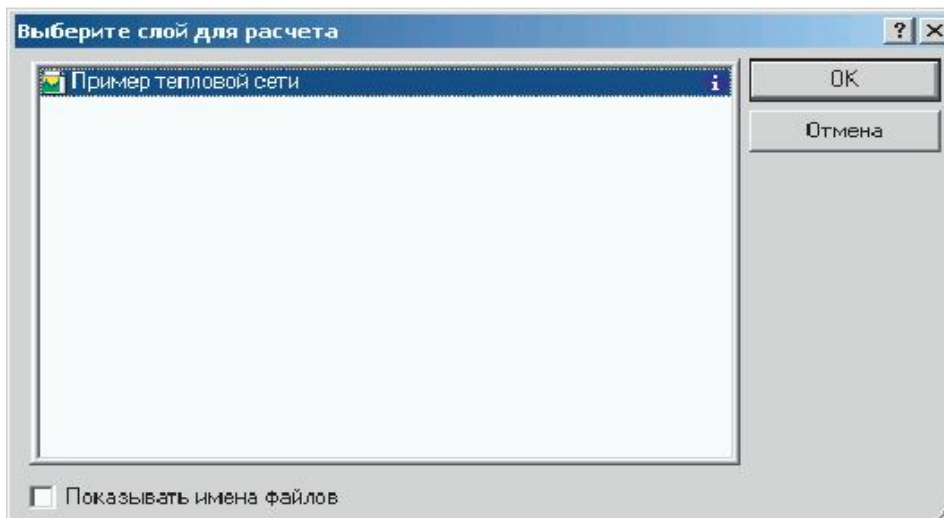 Выберите слой для расчета
Пример тепловой сети
OK
Отмена
Показывать имена файлов